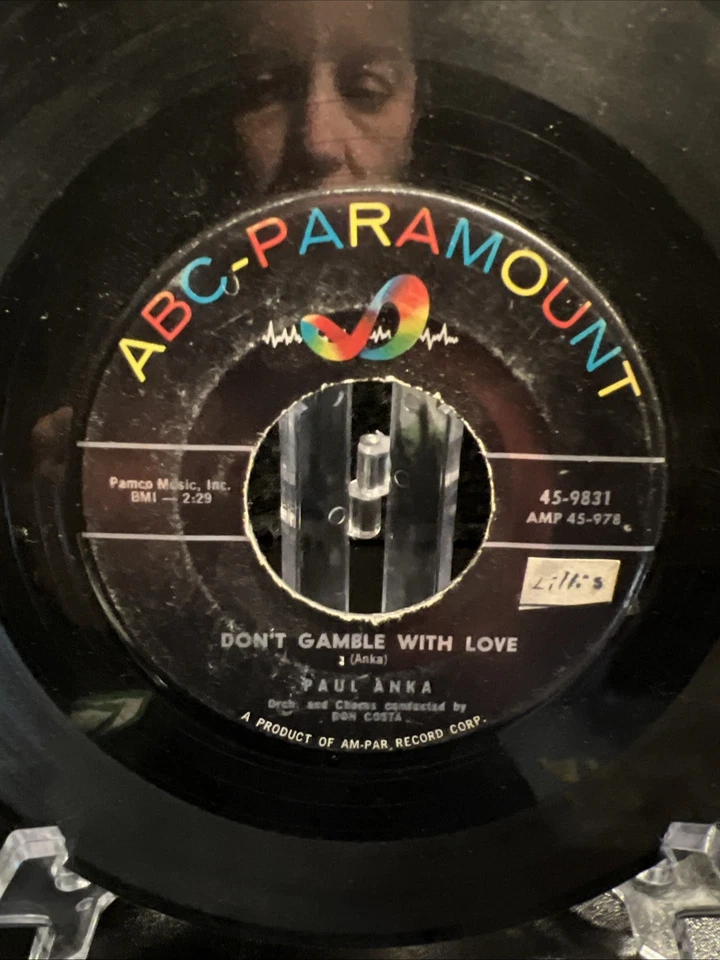 ABC-PARAMOUNT
Pamco Music, Inc.
BMI — 2:29
45-9831
AMP 45-978
DON'T GAMBLE WITH LOVE
(Anka)
PAUL ANKA
Orch. and Chorus conducted by
DON COSTA
A PRODUCT OF AM-PAR RECORD CORP.